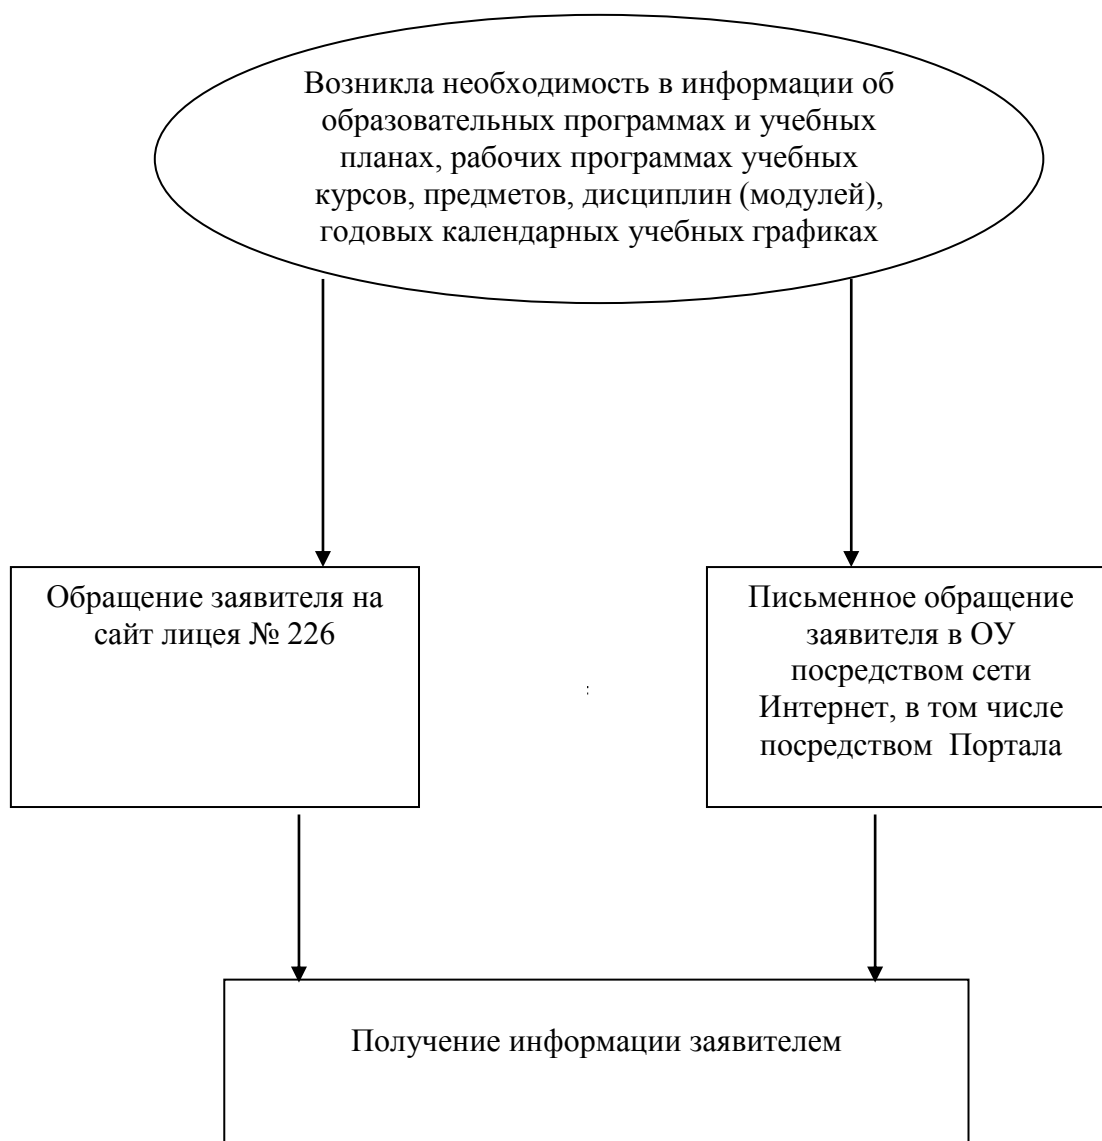 Возникла необходимость в информации об
образовательных программах и учебных
планах, рабочих программах учебных
курсов, предметов, дисциплин (модулей),
годовых календарных учебных графиках
Обращение заявителя на
сайт лицея № 226
Письменное обращение
заявителя в ОУ
посредством сети
Интернет, в том числе
посредством Портала
Получение информации заявителем